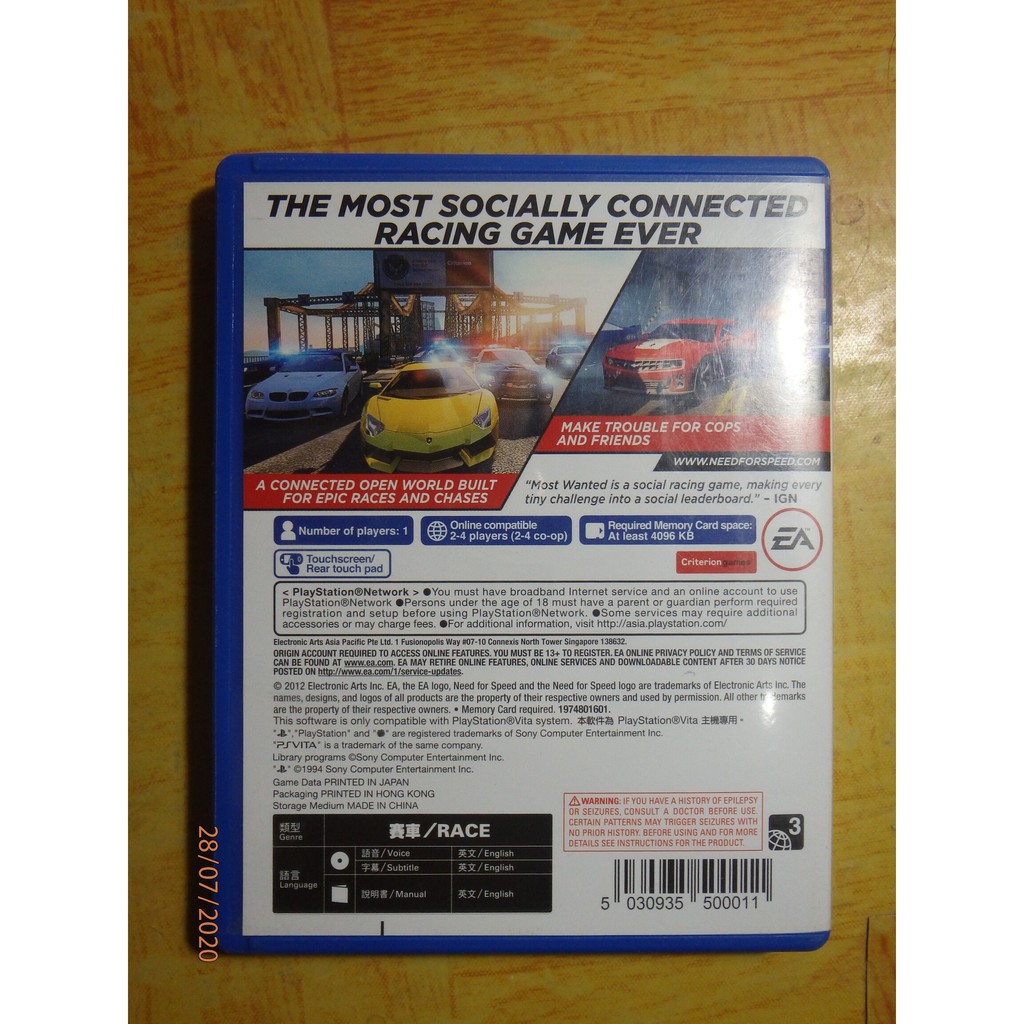 THE MOST SOCIALLY CONNECTED
RACING GAME EVER
Criterion
MAKE TROUBLE FOR COPS
AND FRIENDS
WWW.NEEDFORSPEED.COM
A CONNECTED OPEN WORLD BUILT
FOR EPIC RACES AND CHASES
"Most Wanted is a social racing game, making every
tiny challenge into a social leaderboard." – IGN
Number of players: 1
Online compatible
2-4 players (2-4 co-op)
Required Memory Card space:
At least 4096 KB
EA
Touchscreen/
Rear touch pad
Criteriongames
< PlayStation®Network > ●You must have broadband Internet service and an online account to use
PlayStation®Network ●Persons under the age of 18 must have a parent or guardian perform required
registration and setup before using PlayStation®Network. ●Some services may require additional
accessories or may charge fees. ●For additional information, visit http://asia.playstation.com/
Electronic Arts Asia Pacific Pte Ltd. 1 Fusionopolis Way #07-10 Connexis North Tower Singapore 138632.
ORIGIN ACCOUNT REQUIRED TO ACCESS ONLINE FEATURES. YOU MUST BE 13+ TO REGISTER. EA ONLINE PRIVACY POLICY AND TERMS OF SERVICE
CAN BE FOUND AT www.ea.com. EA MAY RETIRE ONLINE FEATURES, ONLINE SERVICES AND DOWNLOADABLE CONTENT AFTER 30 DAYS NOTICE
POSTED ON http://www.ea.com/1/service-updates.
© 2012 Electronic Arts Inc. EA, the EA logo, Need for Speed and the Need for Speed logo are trademarks of Electronic Arts Inc. The
names, designs, and logos of all products are the property of their respective owners and used by permission. All other trademarks
are the property of their respective owners. • Memory Card required. 1974801601.
This software is only compatible with PlayStation®Vita system. 本軟件為 PlayStation®Vita 主機專用。
" ","PlayStation" and " " are registered trademarks of Sony Computer Entertainment Inc.
"PSVITA" is a trademark of the same company.
Library programs ©Sony Computer Entertainment Inc.
" " ©1994 Sony Computer Entertainment Inc.
Game Data PRINTED IN JAPAN
Packaging PRINTED IN HONG KONG
Storage Medium MADE IN CHINA
WARNING: IF YOU HAVE A HISTORY OF EPILEPSY
OR SEIZURES, CONSULT A DOCTOR BEFORE USE.
CERTAIN PATTERNS MAY TRIGGER SEIZURES WITH
NO PRIOR HISTORY. BEFORE USING AND FOR MORE
DETAILS SEE INSTRUCTIONS FOR THE PRODUCT.
3
類型
Genre
賽車/RACE
語言
Language
語音/Voice
英文/English
字幕/Subtitle
英文/English
說明書/Manual
英文/English
5 030935 500011
28/07/2020